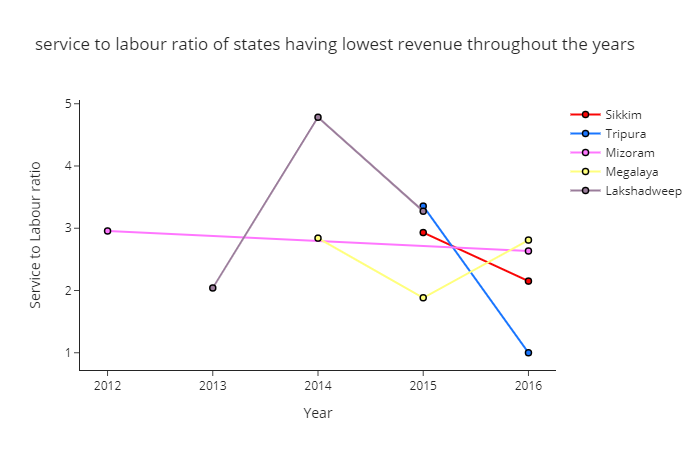 service to labour ratio of states having lowest revenue throughout the years
5
4
3
2
1
Service to Labour ratio
2012 2013 2014 2015 2016
Year
Sikkim
Tripura
Mizoram
Megalaya
Lakshadweep